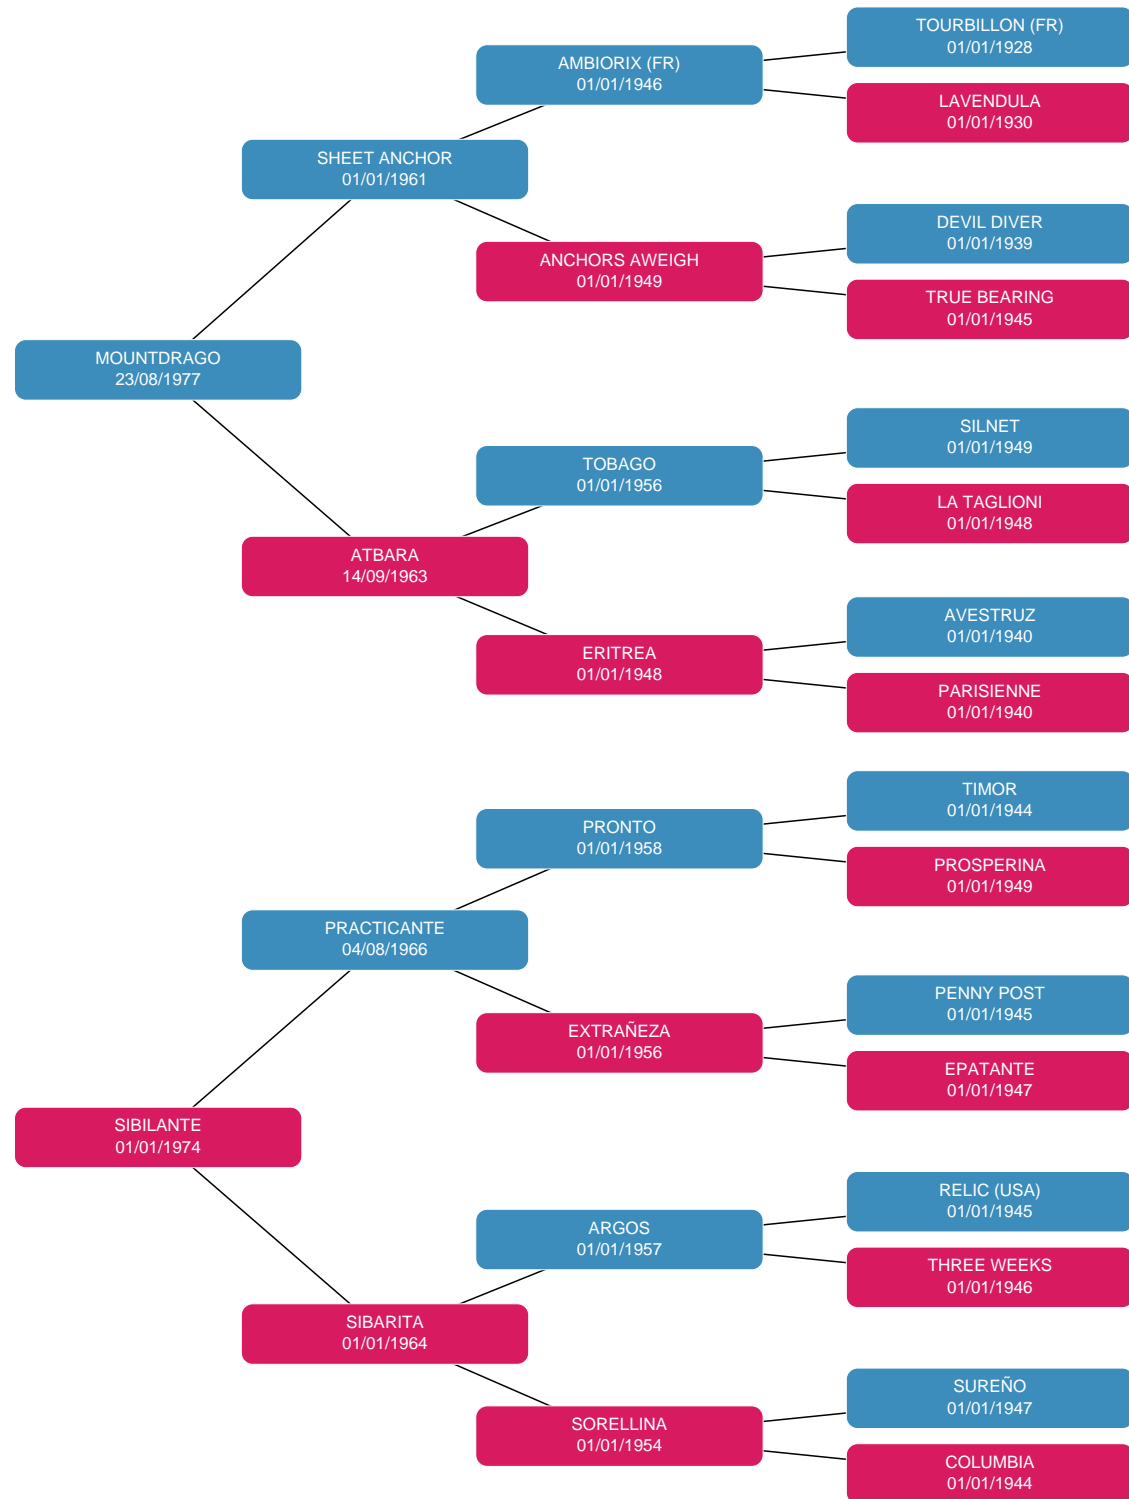 TOURBILLON (FR)
01/01/1928
AMBIORIX (FR)
01/01/1946
LAVENDULA
01/01/1930
SHEET ANCHOR
01/01/1961
DEVIL DIVER
01/01/1939
ANCHORS AWEIGH
01/01/1949
TRUE BEARING
01/01/1945
MOUNTDRAGO
23/08/1977
SILNET
01/01/1949
TOBAGO
01/01/1956
LA TAGLIONI
01/01/1948
ATBARA
14/09/1963
AVESTRUZ
01/01/1940
ERITREA
01/01/1948
PARISIENNE
01/01/1940
TIMOR
01/01/1944
PRONTO
01/01/1958
PROSPERINA
01/01/1949
PRACTICANTE
04/08/1966
PENNY POST
01/01/1945
EXTRAÑEZA
01/01/1956
EPATANTE
01/01/1947
SIBILANTE
01/01/1974
RELIC (USA)
01/01/1945
ARGOS
01/01/1957
THREE WEEKS
01/01/1946
SIBARITA
01/01/1964
SUREÑO
01/01/1947
SORELLINA
01/01/1954
COLUMBIA
01/01/1944